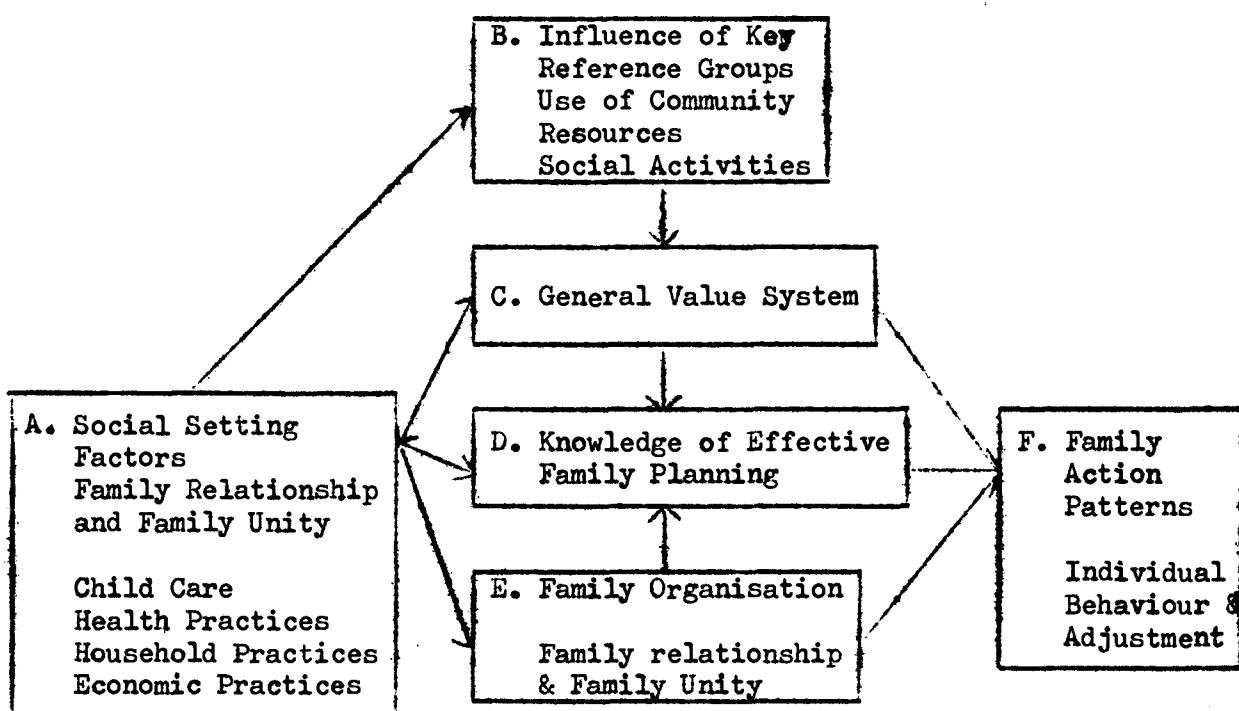 B. Influence of Key
Reference Groups
Use of Community
Resources
Social Activities
C. General Value System
A. Social Setting
Factors
Family Relationship
and Family Unity
Child Care
Health Practices
Household Practices
Economic Practices
D. Knowledge of Effective
Family Planning
E. Family Organisation
Family relationship
& Family Unity
F. Family
Action
Patterns
Individual
Behaviour &
Adjustment